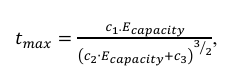 t_max = c_1.E_capacity / (c_2·E_capacity+c_3)^3/2,